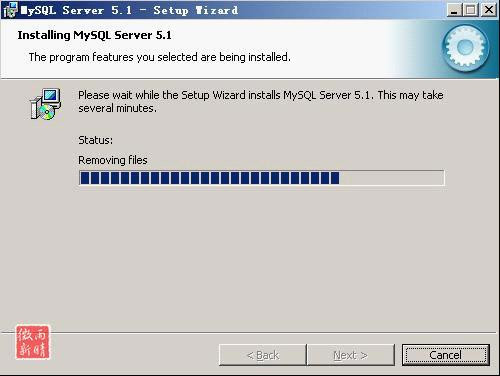 MySQL Server 5.1 - Setup Wizard
Installing MySQL Server 5.1
The program features you selected are being installed.
Please wait while the Setup Wizard installs MySQL Server 5.1. This may take
several minutes.
Status:
Removing files
微雨
新晴
< Back
Next >
Cancel